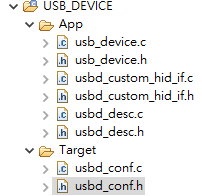 USB_DEVICE
App
usb_device.c
usb_device.h
usbd_custom_hid_if.c
usbd_custom_hid_if.h
usbd_desc.c
usbd_desc.h
Target
usbd_conf.c
usbd_conf.h